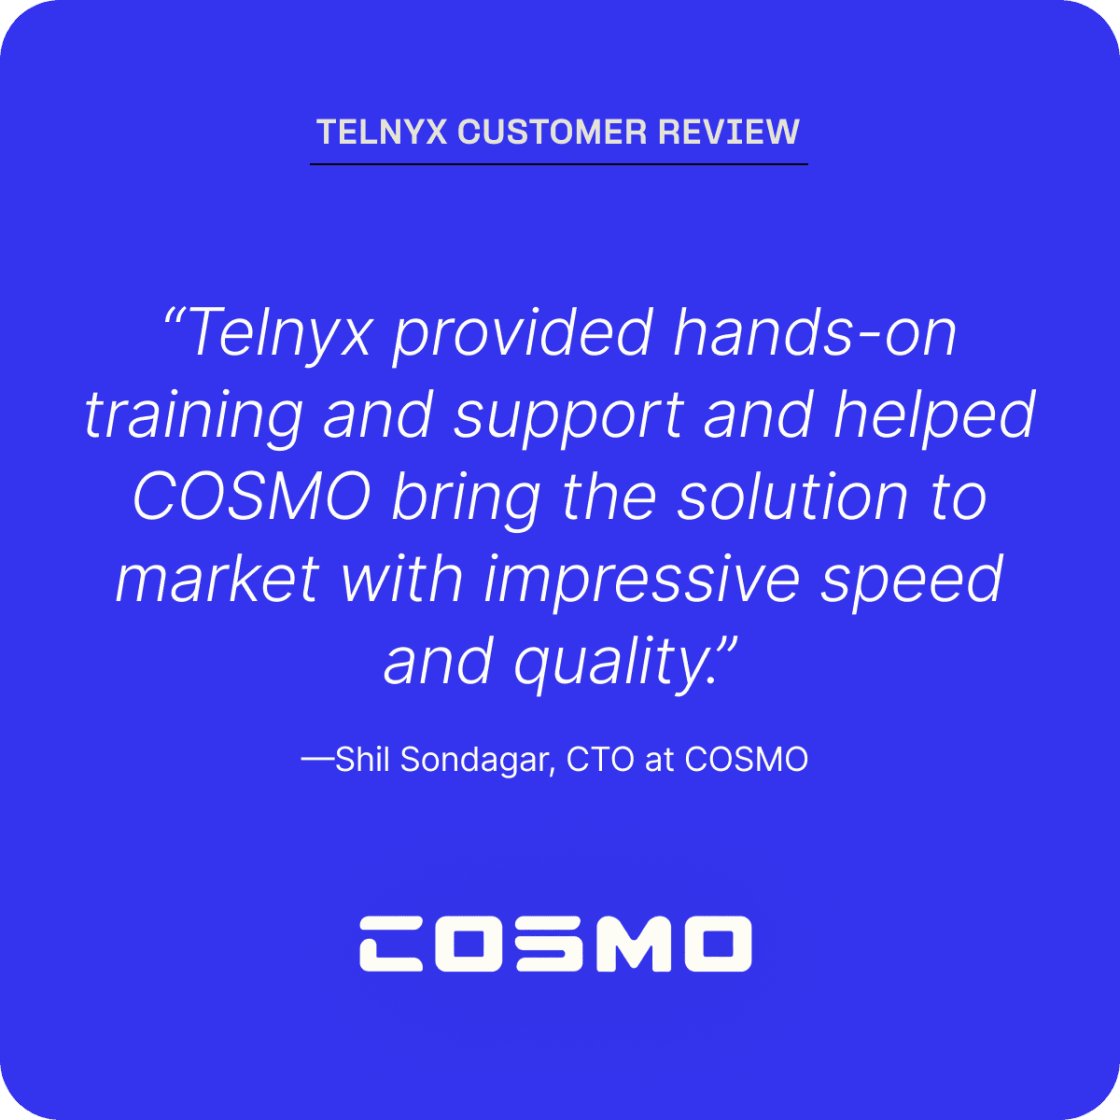 TELNYX CUSTOMER REVIEW
“Telnyx provided hands-on
training and support and helped
COSMO bring the solution to
market with impressive speed
and quality.”
—Shil Sondagar, CTO at COSMO
COSMO